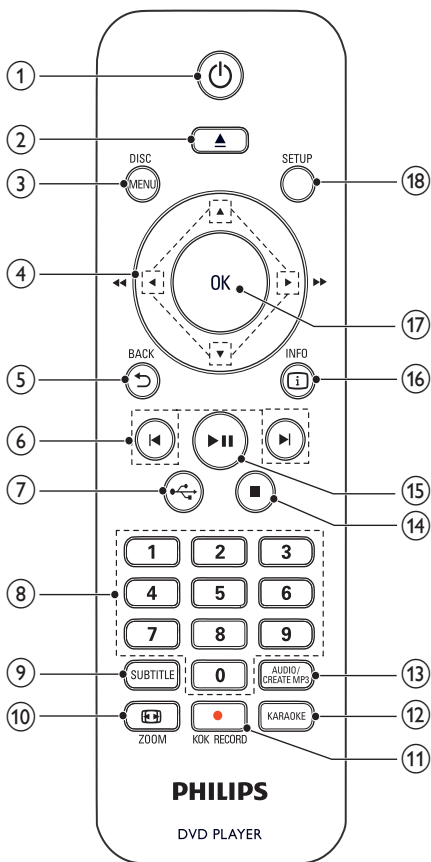 1
2
DISC
SETUP
3
MENU
18
4
OK
17
BACK
INFO
5
i
16
6
7
15
14
1 2 3
8
4 5 6
7 8 9
9
SUBTITLE
0
AUDIO/
CREATE MP3
13
10
KARAOKE
12
ZOOM
KOK RECORD
11
PHILIPS
DVD PLAYER